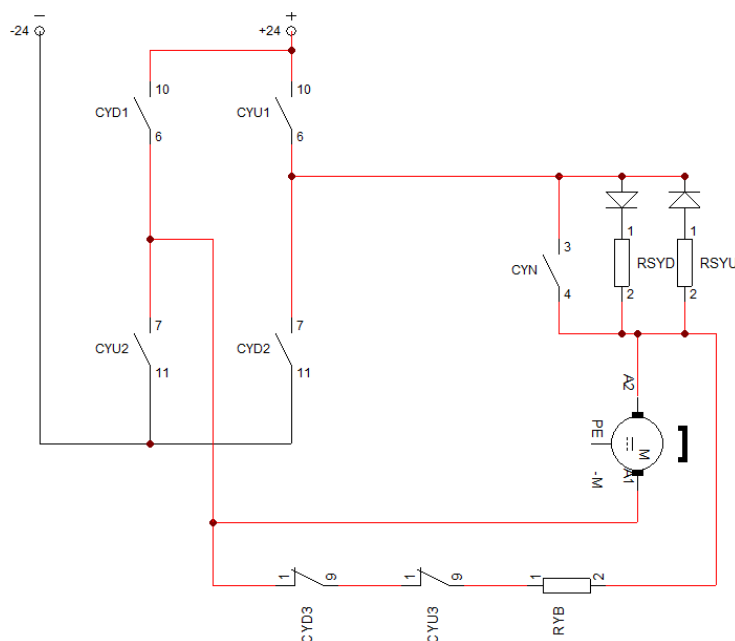 -24 −
+24 +
10 10
CYD1 CYU1
6 6
3 1 1
CYN RSYD RSYU
4 2 2
7 7
CYU2 CYD2
11 11
A2
PE
M
-M A1
1 9 1 9 1 2
CYD3 CYU3 RYB